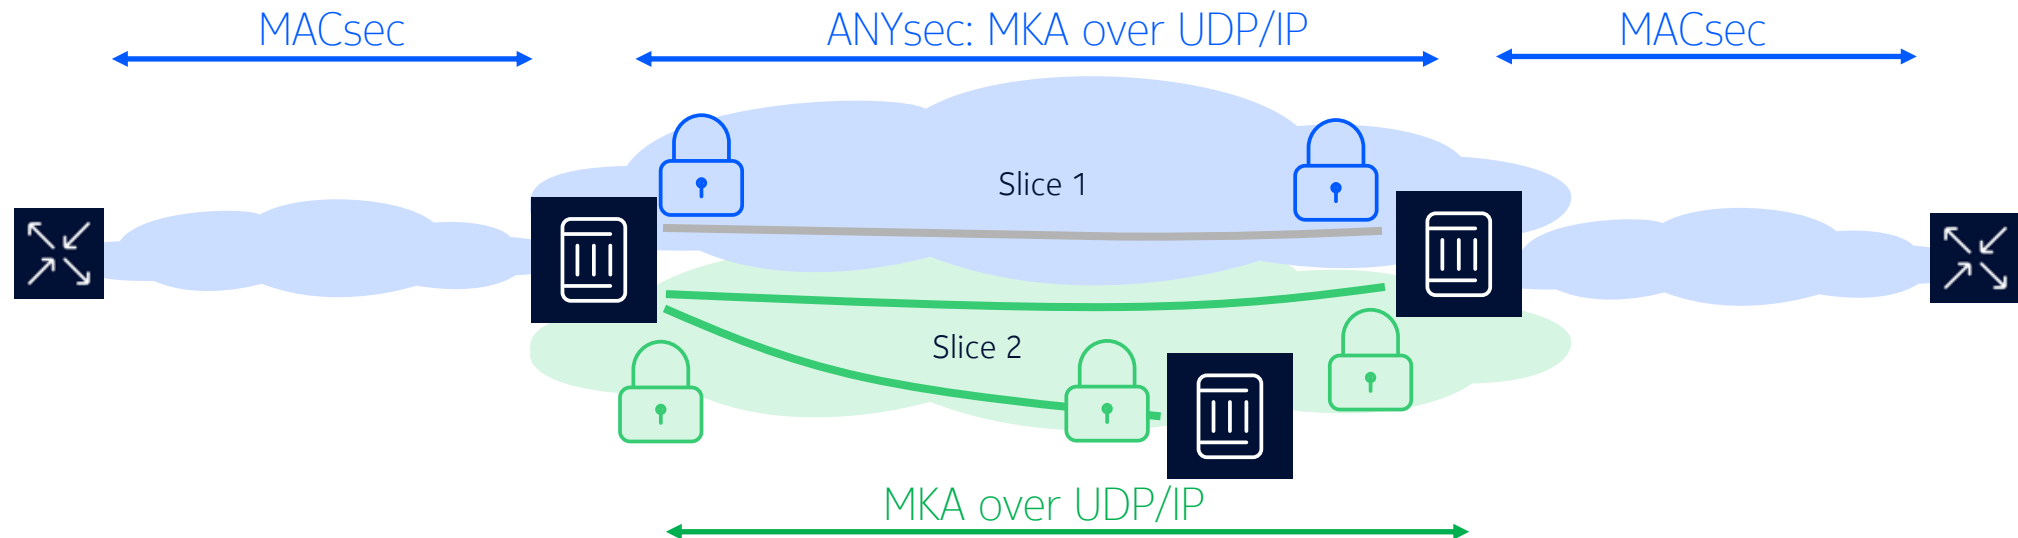 MACsec
ANYsec: MKA over UDP/IP
MACsec
Slice 1
Slice 2
MKA over UDP/IP